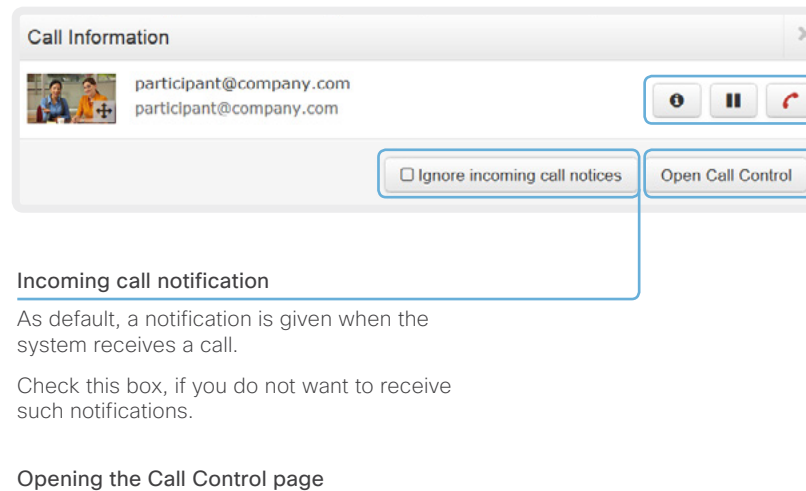 Call Information
participant@company.com
participant@company.com
Ignore incoming call notices
Open Call Control
Incoming call notification
As default, a notification is given when the
system receives a call.
Check this box, if you do not want to receive
such notifications.
Opening the Call Control page